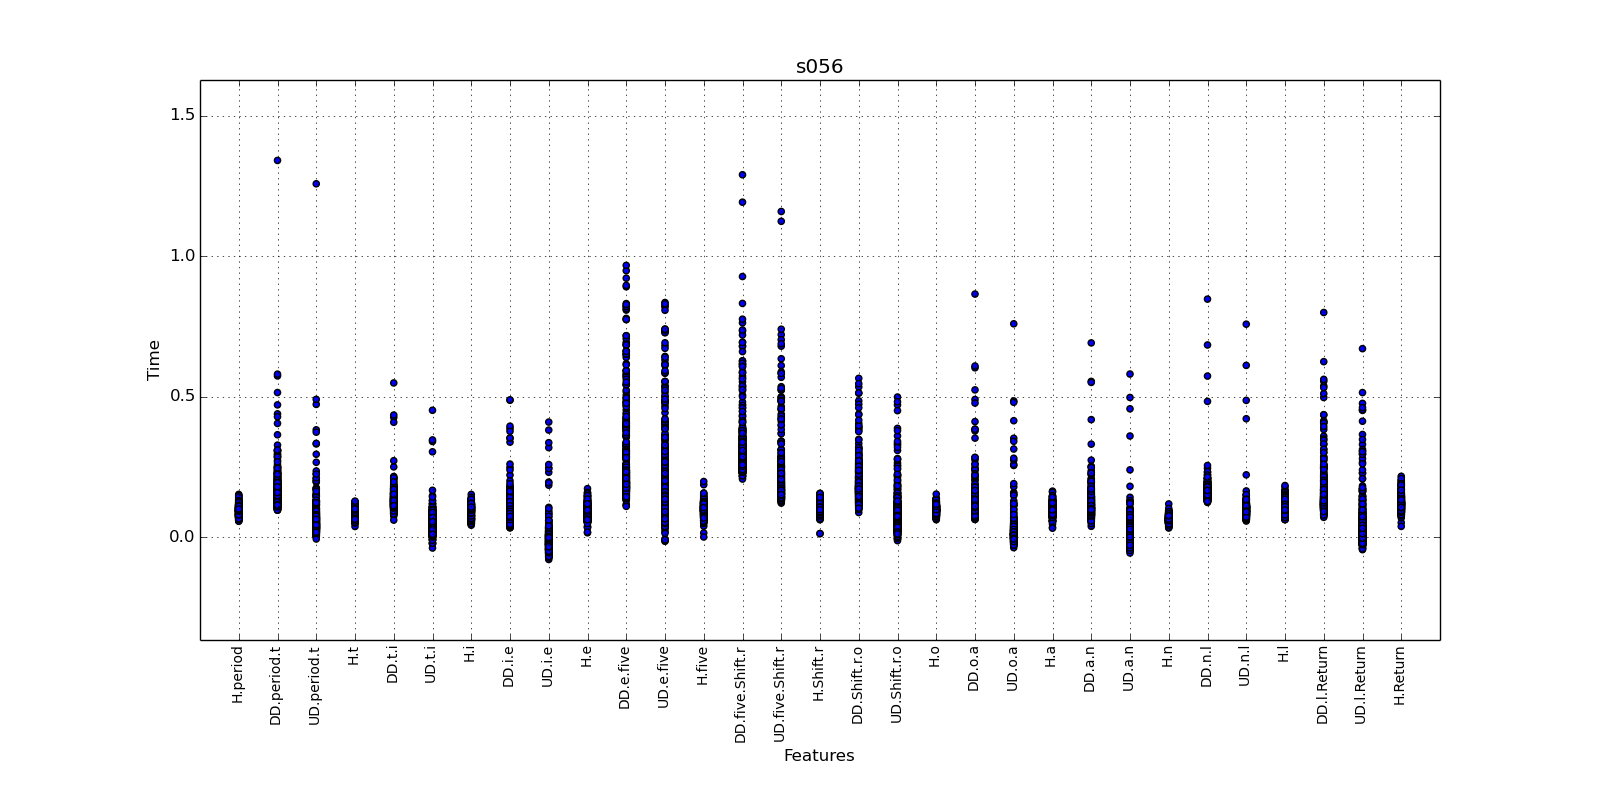 s056
1.5
1.0
0.5
0.0
Time
H.period
DD.period.t
UD.period.t
H.t
DD.t.i
UD.t.i
H.i
DD.i.e
UD.i.e
H.e
DD.e.five
UD.e.five
H.five
DD.five.Shift.r
UD.five.Shift.r
H.Shift.r
DD.Shift.r.o
UD.Shift.r.o
H.o
DD.o.a
UD.o.a
H.a
DD.a.n
UD.a.n
H.n
DD.n.l
UD.n.l
H.l
DD.l.Return
UD.l.Return
H.Return
Features